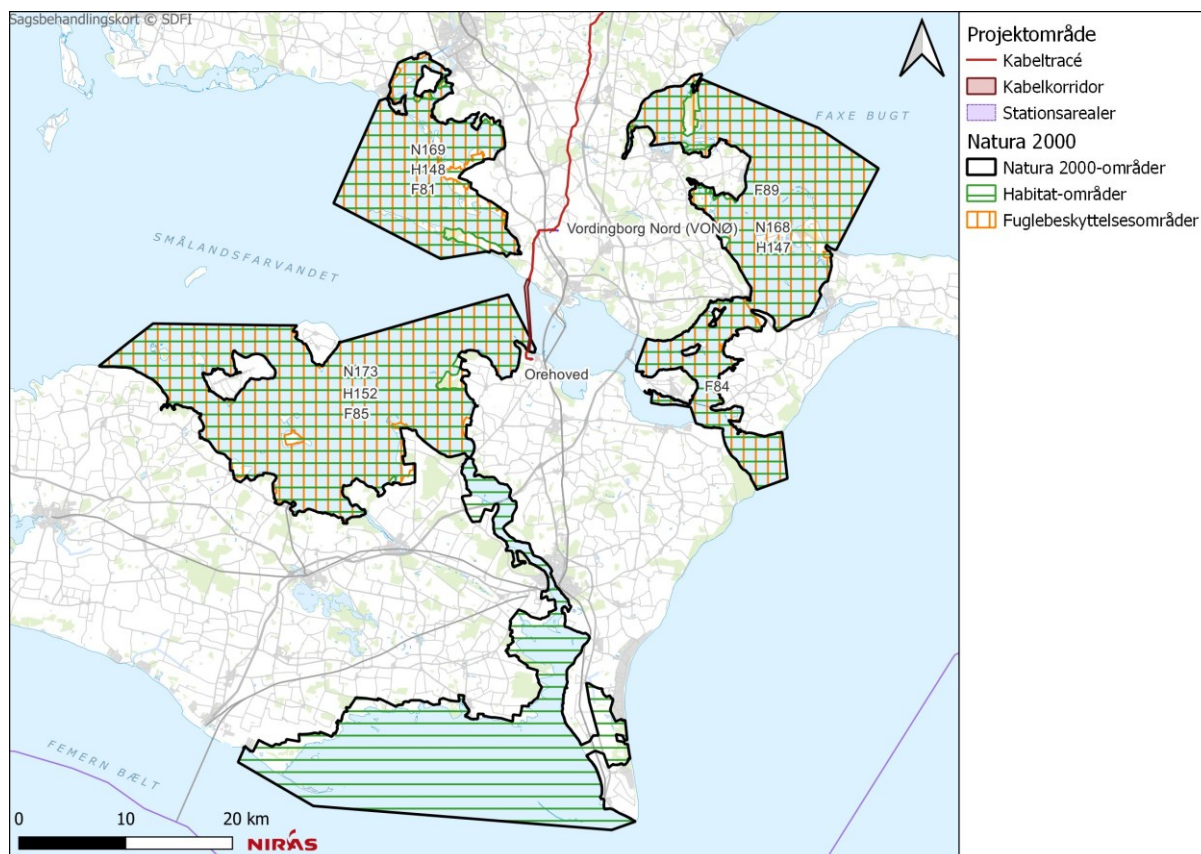 Sagsbehandlingskort © SDFI
N169
H148
F81
FAXE BUGT
F89
N168
H147
Vordingborg Nord (VONØ)
SMÅLANDSFARVANDET
N173
H152
F85
Orehoved
F84
FEMERN BÆLT
0 10 20 km
NIRÁS
Projektområde
Kabeltracé
Kabelkorridor
Stationsarealer
Natura 2000
Natura 2000-områder
Habitat-områder
Fuglebeskyttelsesområder